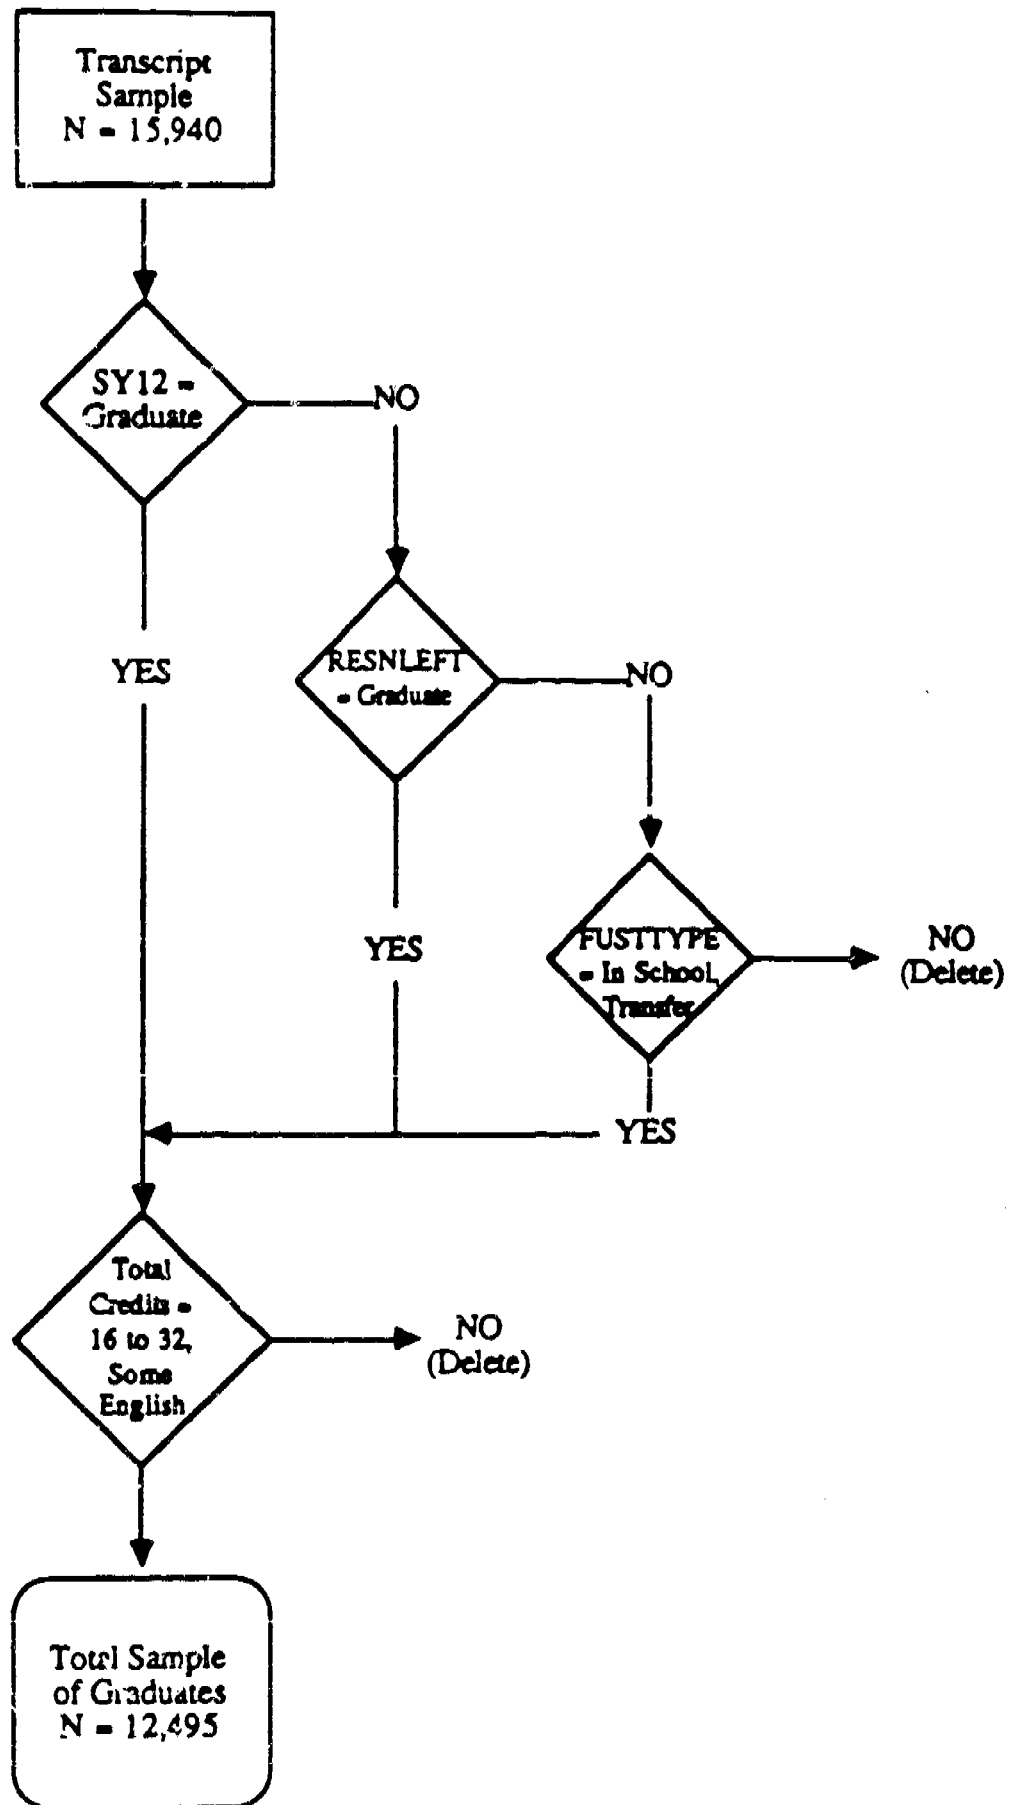 Transcript
Sample
N = 15,940
SY12 =
Graduate
NO
YES
RESNLEFT
= Graduate
NO
YES
FUSTTYPE
= In School,
Transfer
NO
(Delete)
YES
Total
Credits =
16 to 32,
Some
English
NO
(Delete)
Total Sample
of Graduates
N = 12,495